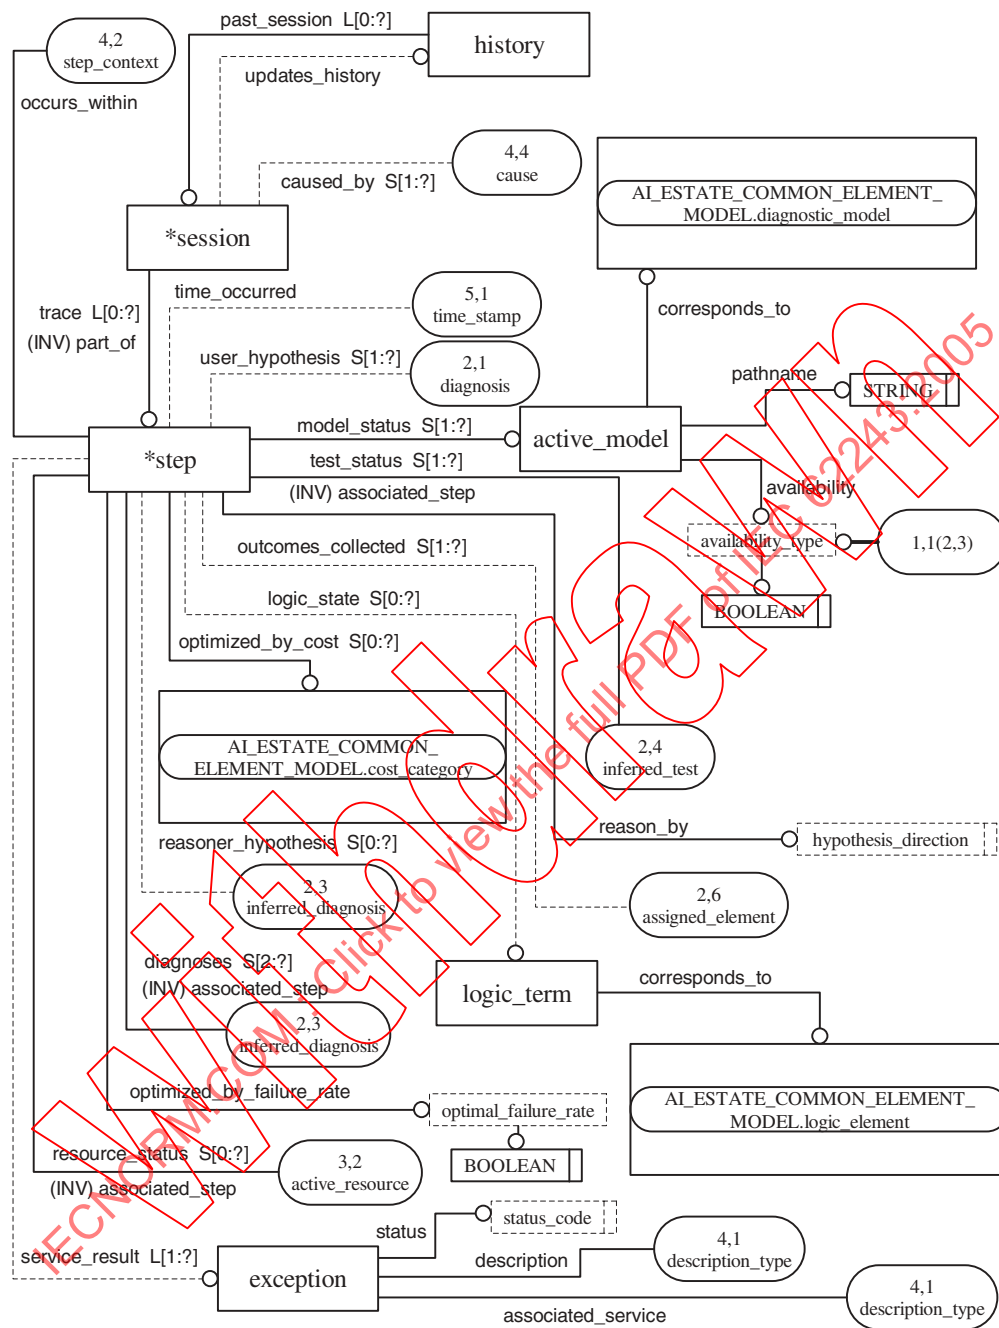 past_session L[0:?]
4,2
step_context
history
updates_history
occurs_within
4,4
cause
caused_by S[1:?]
AI_ESTATE_COMMON_ELEMENT_
MODEL.diagnostic_model
*session
time_occurred
5,1
time_stamp
trace L[0:?]
(INV) part_of
corresponds_to
user_hypothesis S[1:?]
2,1
diagnosis
pathname
STRING
model_status S[1:?]
active_model
*step
test_status S[1:?]
(INV) associated_step
availability
outcomes_collected S[1:?]
availability_type
1,1(2,3)
logic_state S[0:?]
BOOLEAN
optimized_by_cost S[0:?]
AI_ESTATE_COMMON_
ELEMENT_MODEL.cost_category
2,4
inferred_test
reasoner_hypothesis S[0:?]
reason_by
hypothesis_direction
2,3
inferred_diagnosis
2,6
assigned_element
diagnoses S[2:?]
(INV) associated_step
logic_term
corresponds_to
2,3
inferred_diagnosis
optimized_by_failure_rate
optimal_failure_rate
AI_ESTATE_COMMON_ELEMENT_
MODEL.logic_element
resource_status S[0:?]
(INV) associated_step
3,2
active_resource
BOOLEAN
status
status_code
service_result L[1:?]
exception
description
4,1
description_type
associated_service
4,1
description_type
iTeh Norm
IECNORM.COM : Click to view the full PDF of IEC 62243:2005